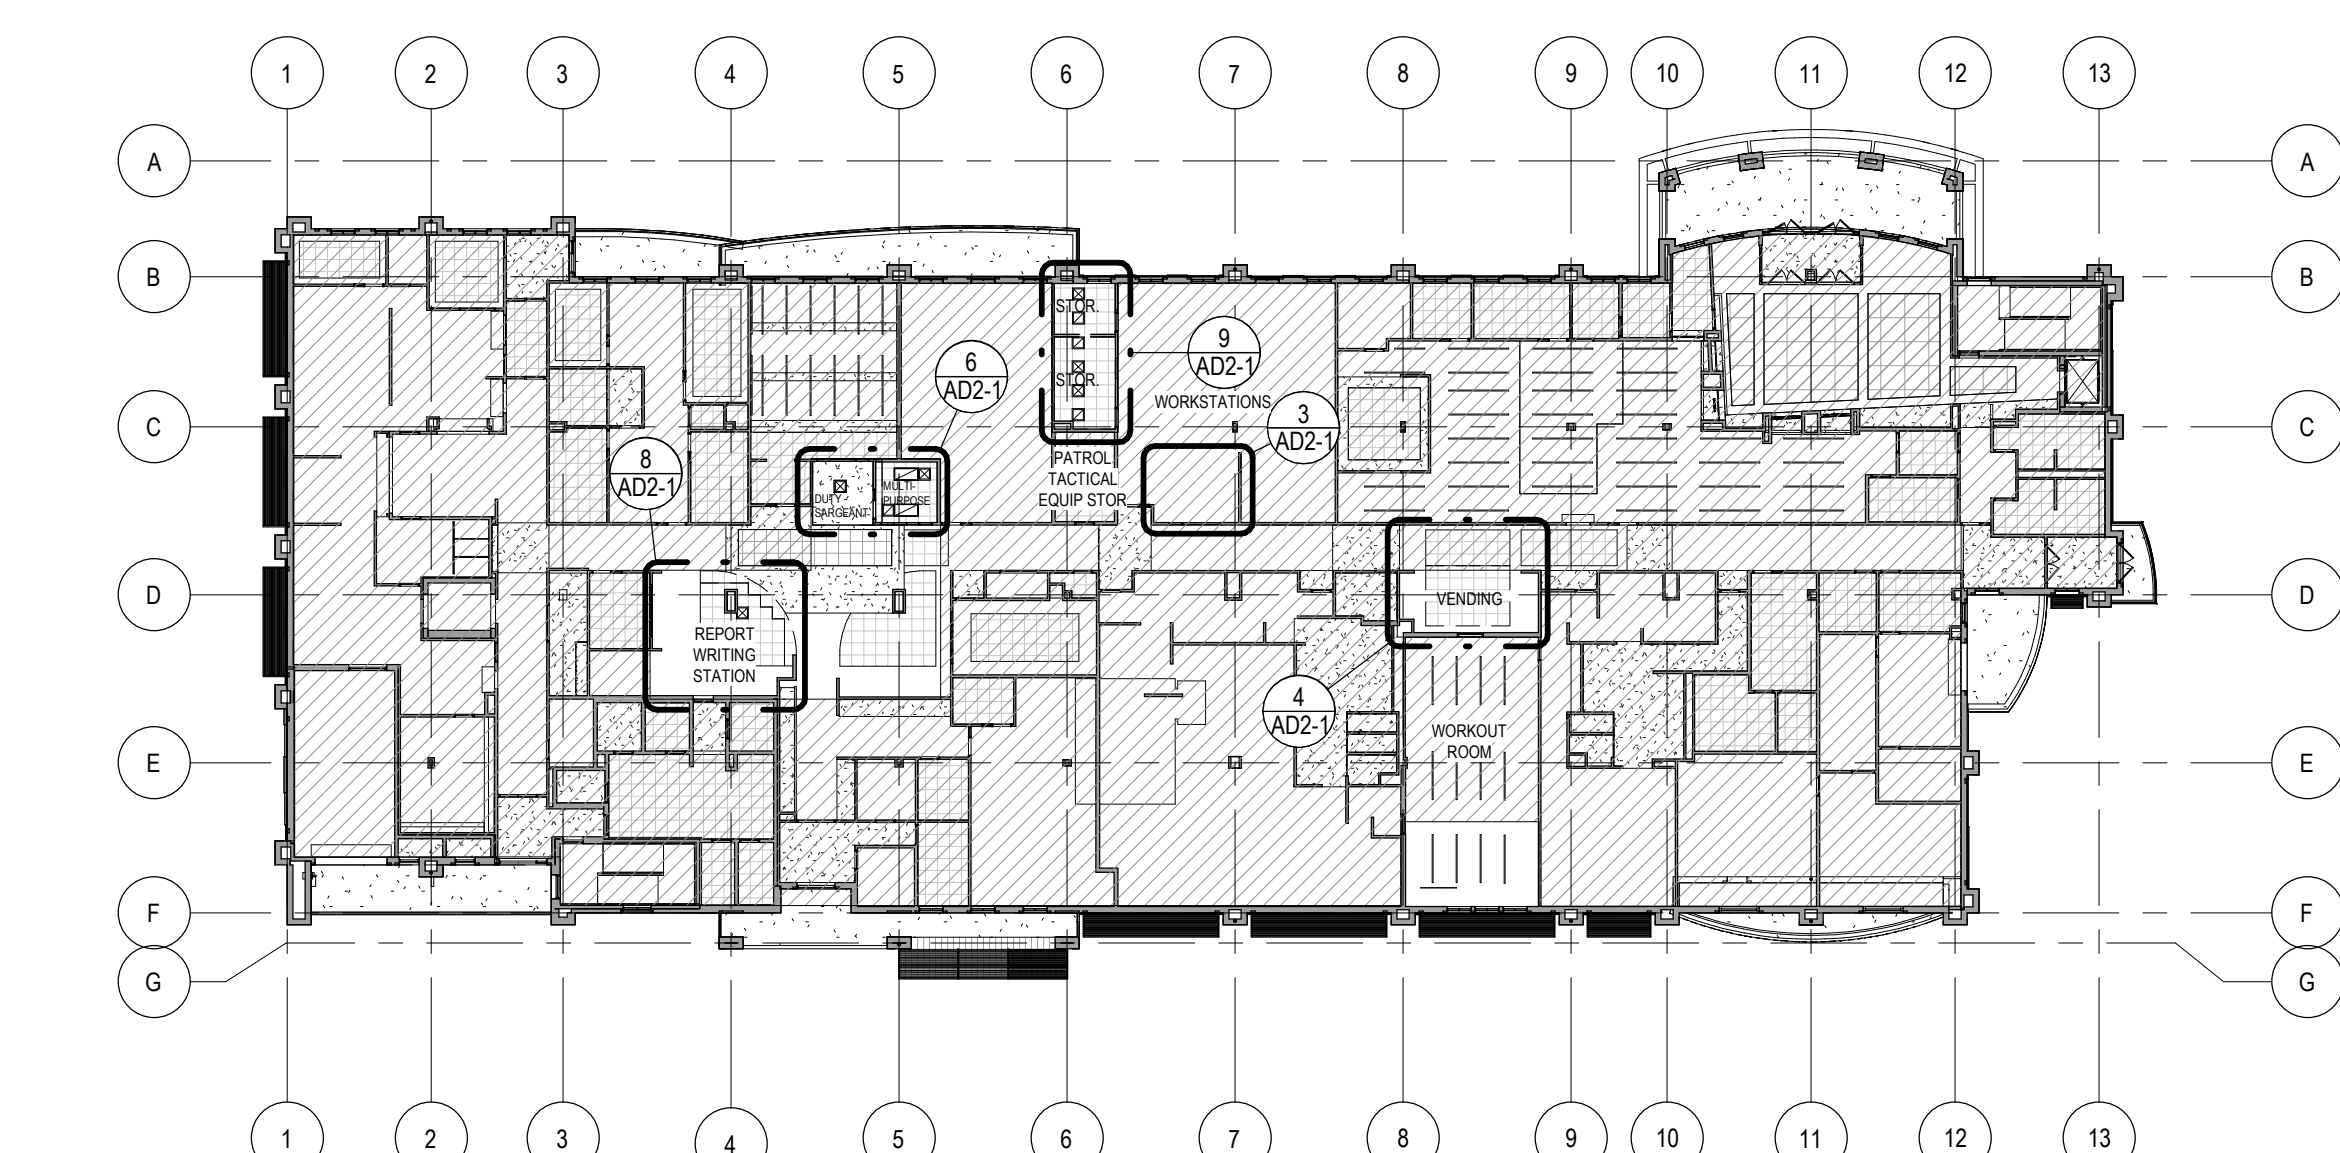 1 2 3 4 5 6 7 8 9 10 11 12 13
A A
B B
STOR.
9
AD2-1
6
AD2-1
STOR.
WORKSTATIONS
3
AD2-1
C C
8
AD2-1
PATROL
TACTICAL
EQUIP STOR
DUTY
SARGEANT
MULTI-
PURPOSE
D D
VENDING
REPORT
WRITING
STATION
4
AD2-1
WORKOUT
ROOM
E E
F F
G G
1 2 3 4 5 6 7 8 9 10 11 12 13